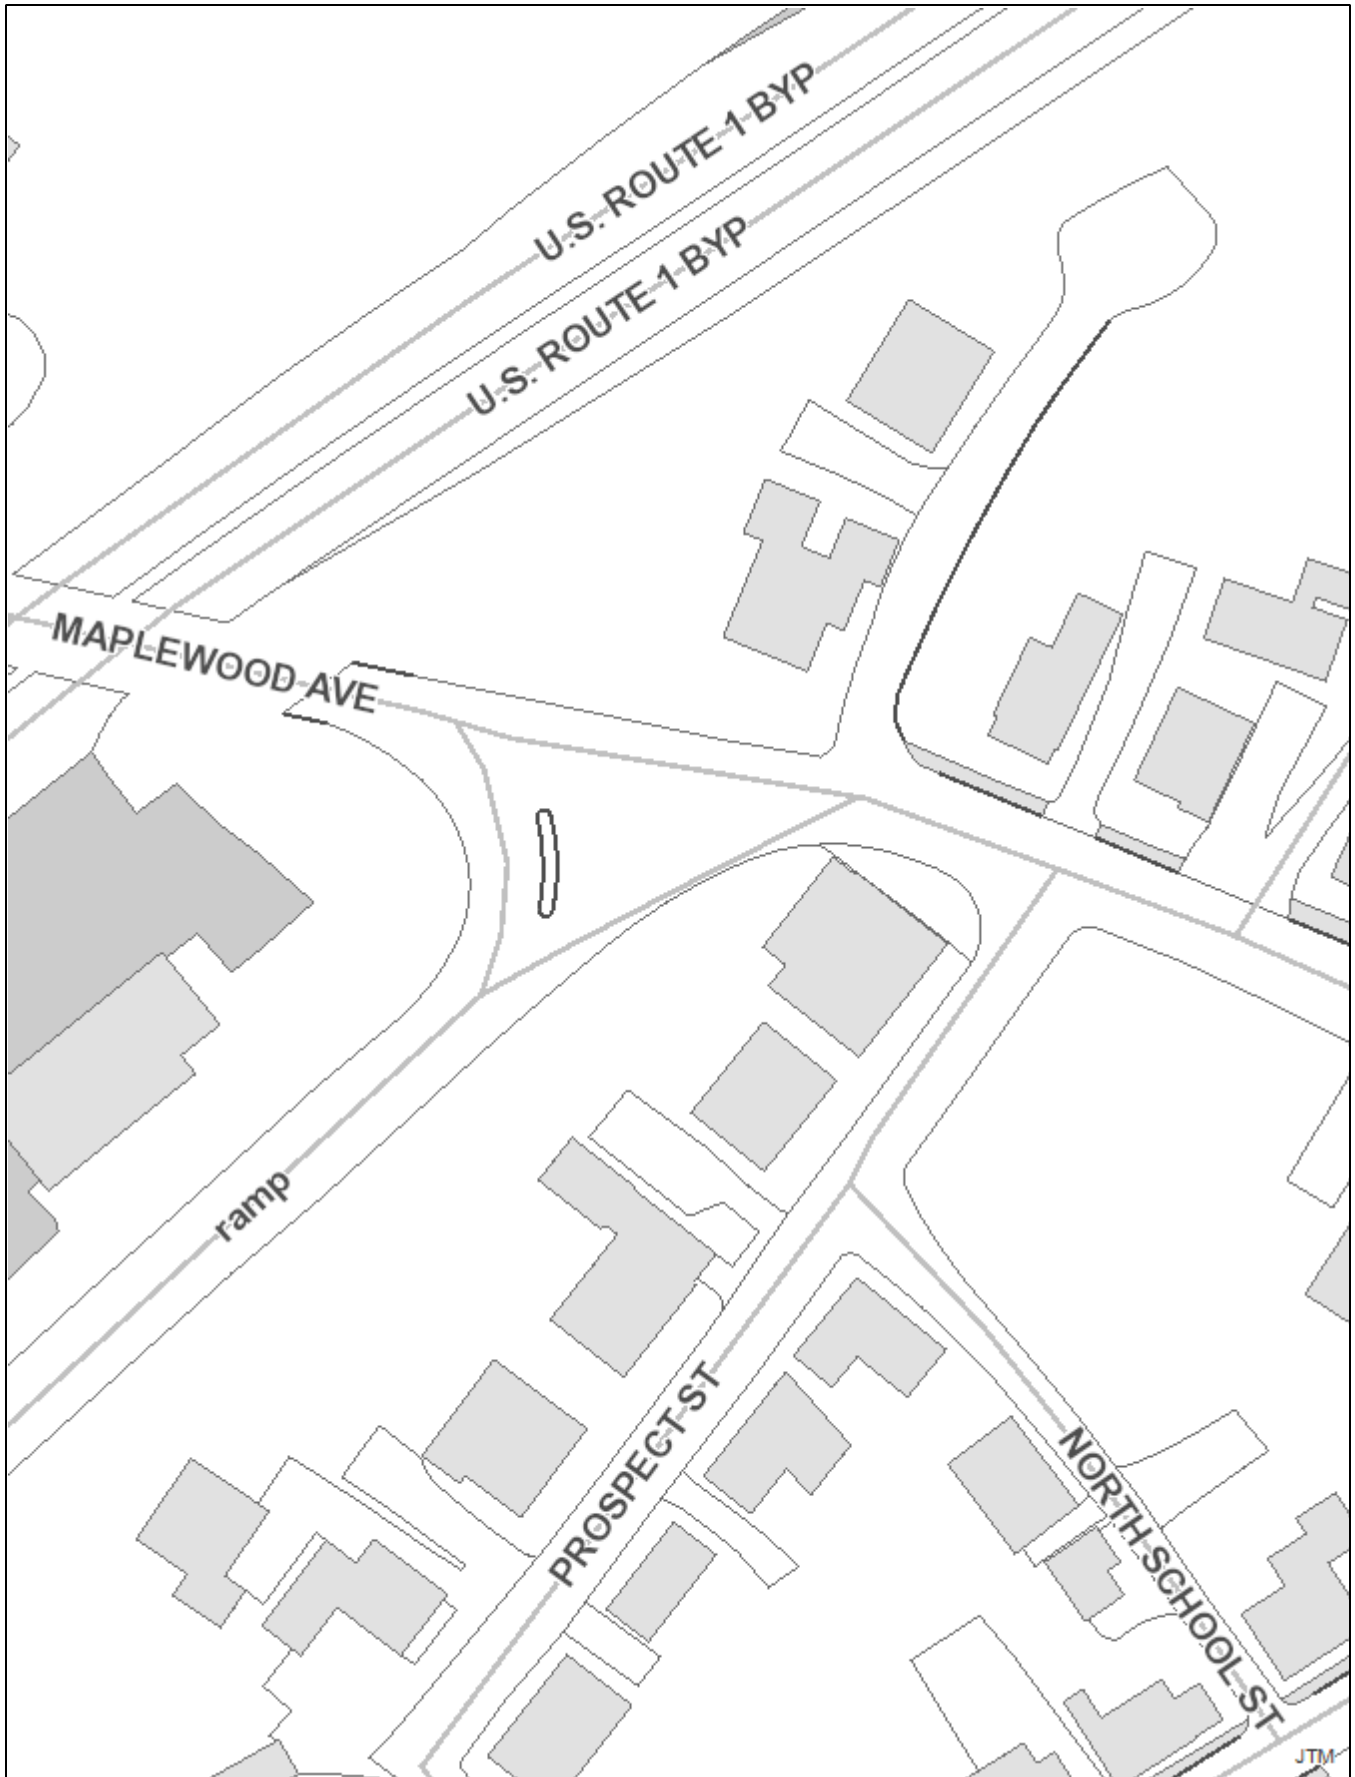 U.S. ROUTE 1 BYP
U.S. ROUTE 1 BYP
MAPLEWOOD AVE
ramp
PROSPECT ST
NORTH SCHOOL ST
JTM